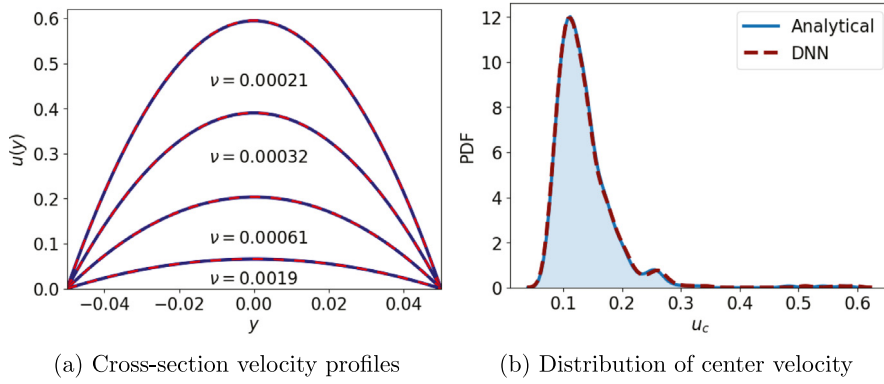 0.6
0.5
0.4
0.3
0.2
0.1
0.0
u(y)
ν = 0.00021
ν = 0.00032
ν = 0.00061
ν = 0.0019
−0.04 −0.02 0.00 0.02 0.04
y
(a) Cross-section velocity profiles
12
10
8
6
4
2
0
PDF
Analytical
DNN
0.1 0.2 0.3 0.4 0.5 0.6
u_c
(b) Distribution of center velocity